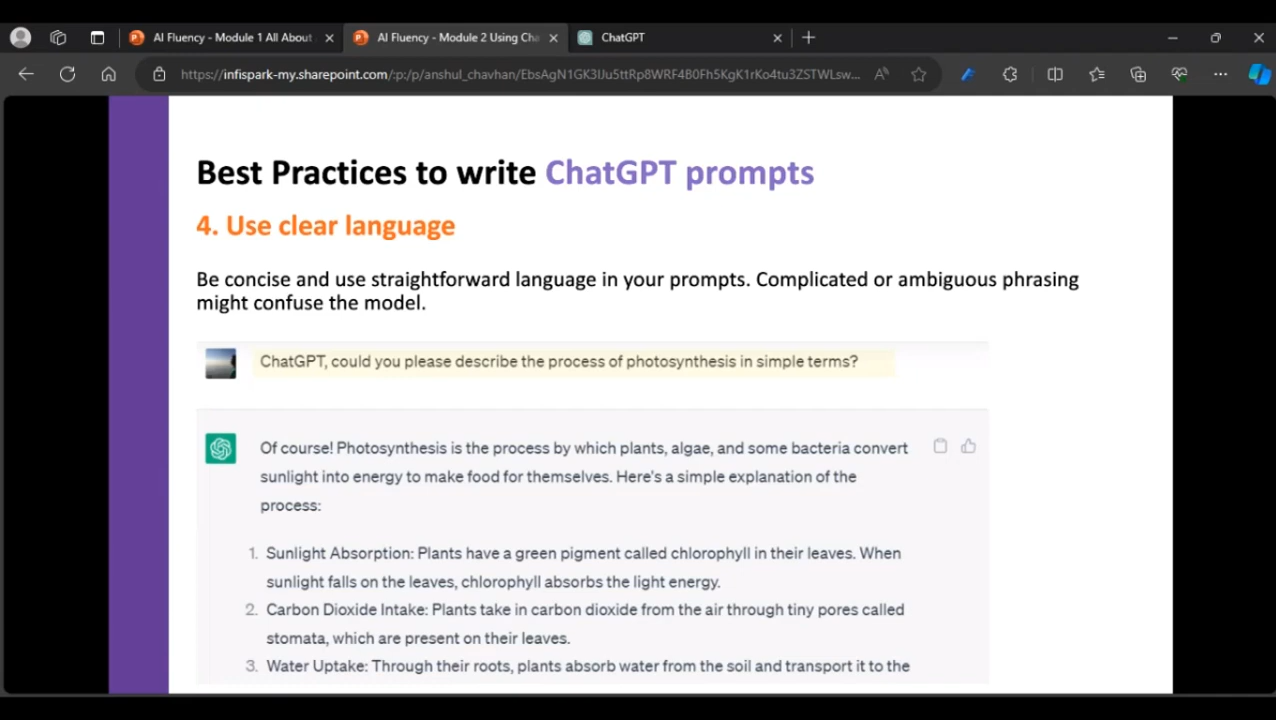 AI Fluency - Module 1 All About
AI Fluency - Module 2 Using Cha
ChatGPT
https://infispark-my.sharepoint.com/:p:/p/anshul_chavhan/EbsAgN1GK3IJu5ttRp8WRF4B0Fh5KgK1rKo4tu3ZSTWLsw...
Best Practices to write ChatGPT prompts
4. Use clear language
Be concise and use straightforward language in your prompts. Complicated or ambiguous phrasing
might confuse the model.
ChatGPT, could you please describe the process of photosynthesis in simple terms?
Of course! Photosynthesis is the process by which plants, algae, and some bacteria convert
sunlight into energy to make food for themselves. Here's a simple explanation of the
process:
1. Sunlight Absorption: Plants have a green pigment called chlorophyll in their leaves. When
sunlight falls on the leaves, chlorophyll absorbs the light energy.
2. Carbon Dioxide Intake: Plants take in carbon dioxide from the air through tiny pores called
stomata, which are present on their leaves.
3. Water Uptake: Through their roots, plants absorb water from the soil and transport it to the